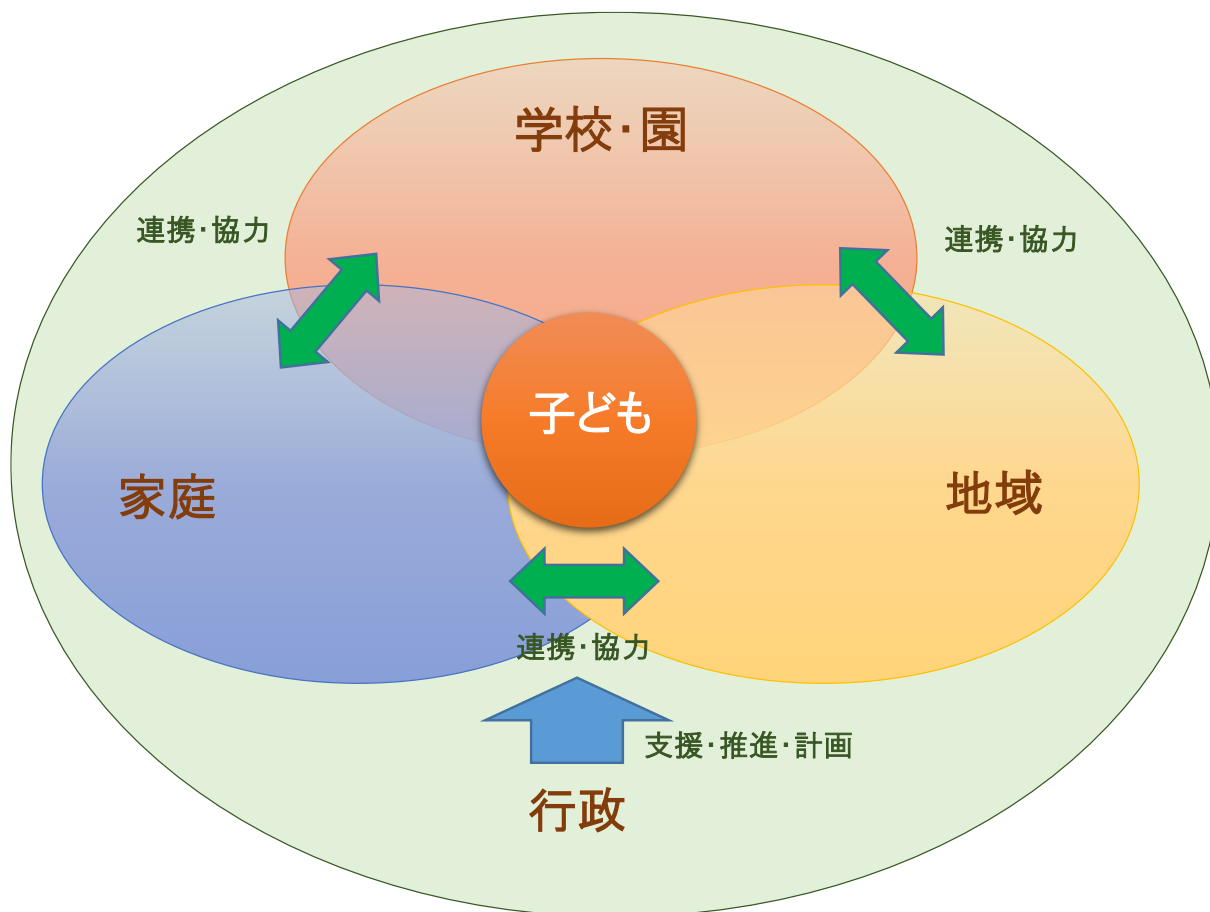 学校・園
連携・協力
連携・協力
子ども
家庭
地域
連携・協力
支援・推進・計画
行政